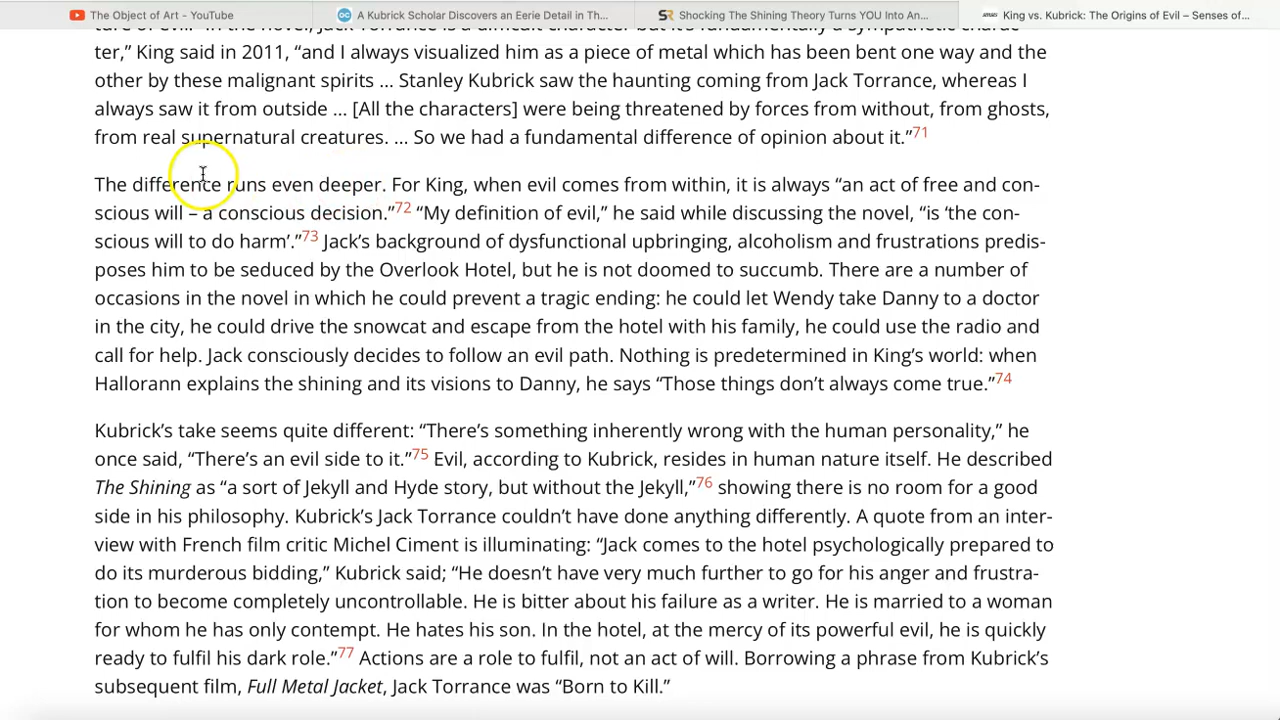 The Object of Art - YouTube
A Kubrick Scholar Discovers an Eerie Detail in Th...
Shocking The Shining Theory Turns YOU Into An...
King vs. Kubrick: The Origins of Evil – Senses of...
ture of evil.” “In the novel, Jack Torrance is a difficult character but it’s fundamentally a sympathetic charac-
ter,” King said in 2011, “and I always visualized him as a piece of metal which has been bent one way and the
other by these malignant spirits ... Stanley Kubrick saw the haunting coming from Jack Torrance, whereas I
always saw it from outside ... [All the characters] were being threatened by forces from without, from ghosts,
from real supernatural creatures. ... So we had a fundamental difference of opinion about it.”71
The difference runs even deeper. For King, when evil comes from within, it is always “an act of free and con-
scious will – a conscious decision.”72 “My definition of evil,” he said while discussing the novel, “is ‘the con-
scious will to do harm’.”73 Jack’s background of dysfunctional upbringing, alcoholism and frustrations predis-
poses him to be seduced by the Overlook Hotel, but he is not doomed to succumb. There are a number of
occasions in the novel in which he could prevent a tragic ending: he could let Wendy take Danny to a doctor
in the city, he could drive the snowcat and escape from the hotel with his family, he could use the radio and
call for help. Jack consciously decides to follow an evil path. Nothing is predetermined in King’s world: when
Hallorann explains the shining and its visions to Danny, he says “Those things don’t always come true.”74
Kubrick’s take seems quite different: “There’s something inherently wrong with the human personality,” he
once said, “There’s an evil side to it.”75 Evil, according to Kubrick, resides in human nature itself. He described
The Shining as “a sort of Jekyll and Hyde story, but without the Jekyll,”76 showing there is no room for a good
side in his philosophy. Kubrick’s Jack Torrance couldn’t have done anything differently. A quote from an inter-
view with French film critic Michel Ciment is illuminating: “Jack comes to the hotel psychologically prepared to
do its murderous bidding,” Kubrick said; “He doesn’t have very much further to go for his anger and frustra-
tion to become completely uncontrollable. He is bitter about his failure as a writer. He is married to a woman
for whom he has only contempt. He hates his son. In the hotel, at the mercy of its powerful evil, he is quickly
ready to fulfil his dark role.”77 Actions are a role to fulfil, not an act of will. Borrowing a phrase from Kubrick’s
subsequent film, Full Metal Jacket, Jack Torrance was “Born to Kill.”